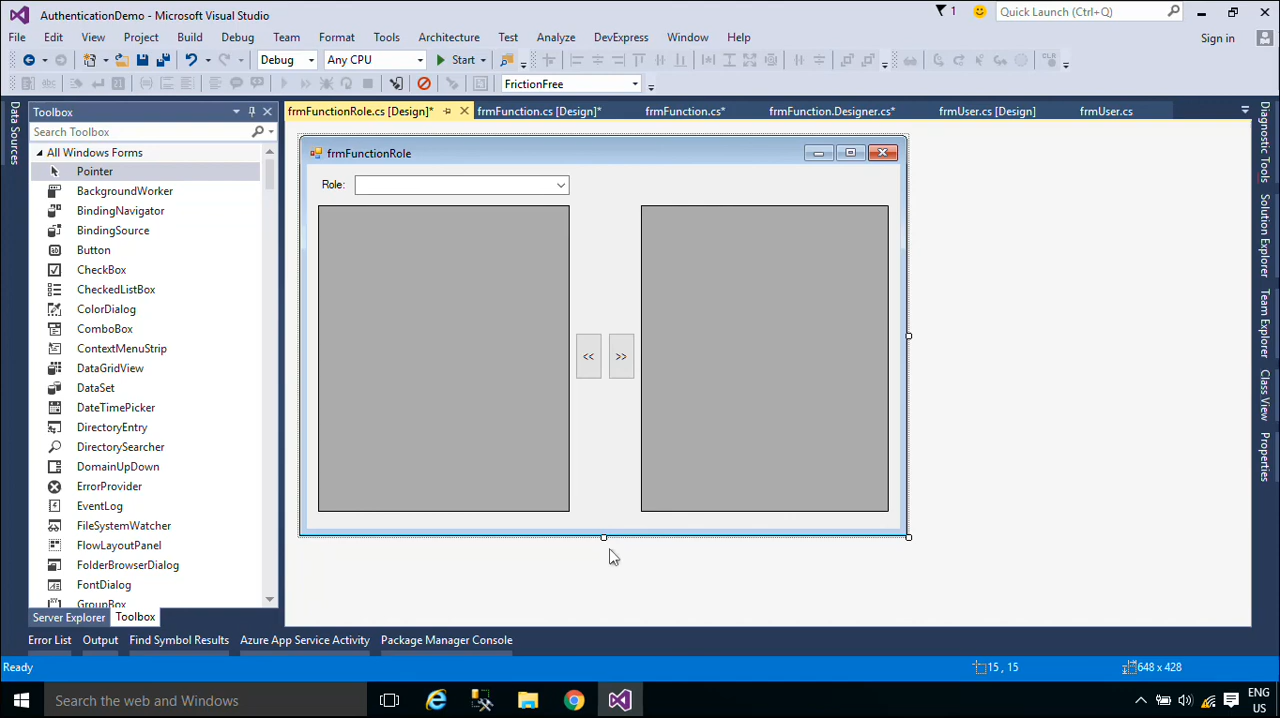 AuthenticationDemo - Microsoft Visual Studio
1
Quick Launch (Ctrl+Q)
File Edit View Project Build Debug Team Format Tools Architecture Test Analyze DevExpress Window Help
Sign in
Debug Any CPU Start
FrictionFree
Data Sources
Toolbox
frmFunctionRole.cs [Design]* frmFunction.cs [Design]* frmFunction.cs* frmFunction.Designer.cs* frmUser.cs [Design] frmUser.cs
Search Toolbox
All Windows Forms
Pointer
BackgroundWorker
BindingNavigator
BindingSource
Button
CheckBox
CheckedListBox
ColorDialog
ComboBox
ContextMenuStrip
DataGridView
DataSet
DateTimePicker
DirectoryEntry
DirectorySearcher
DomainUpDown
ErrorProvider
EventLog
FileSystemWatcher
FlowLayoutPanel
FolderBrowserDialog
FontDialog
GroupBox
frmFunctionRole
Role:
<< >>
Diagnostic Tools
Solution Explorer
Team Explorer
Class View
Properties
Server Explorer Toolbox
Error List Output Find Symbol Results Azure App Service Activity Package Manager Console
Ready 15 , 15 648 x 428
Search the web and Windows
ENG
US